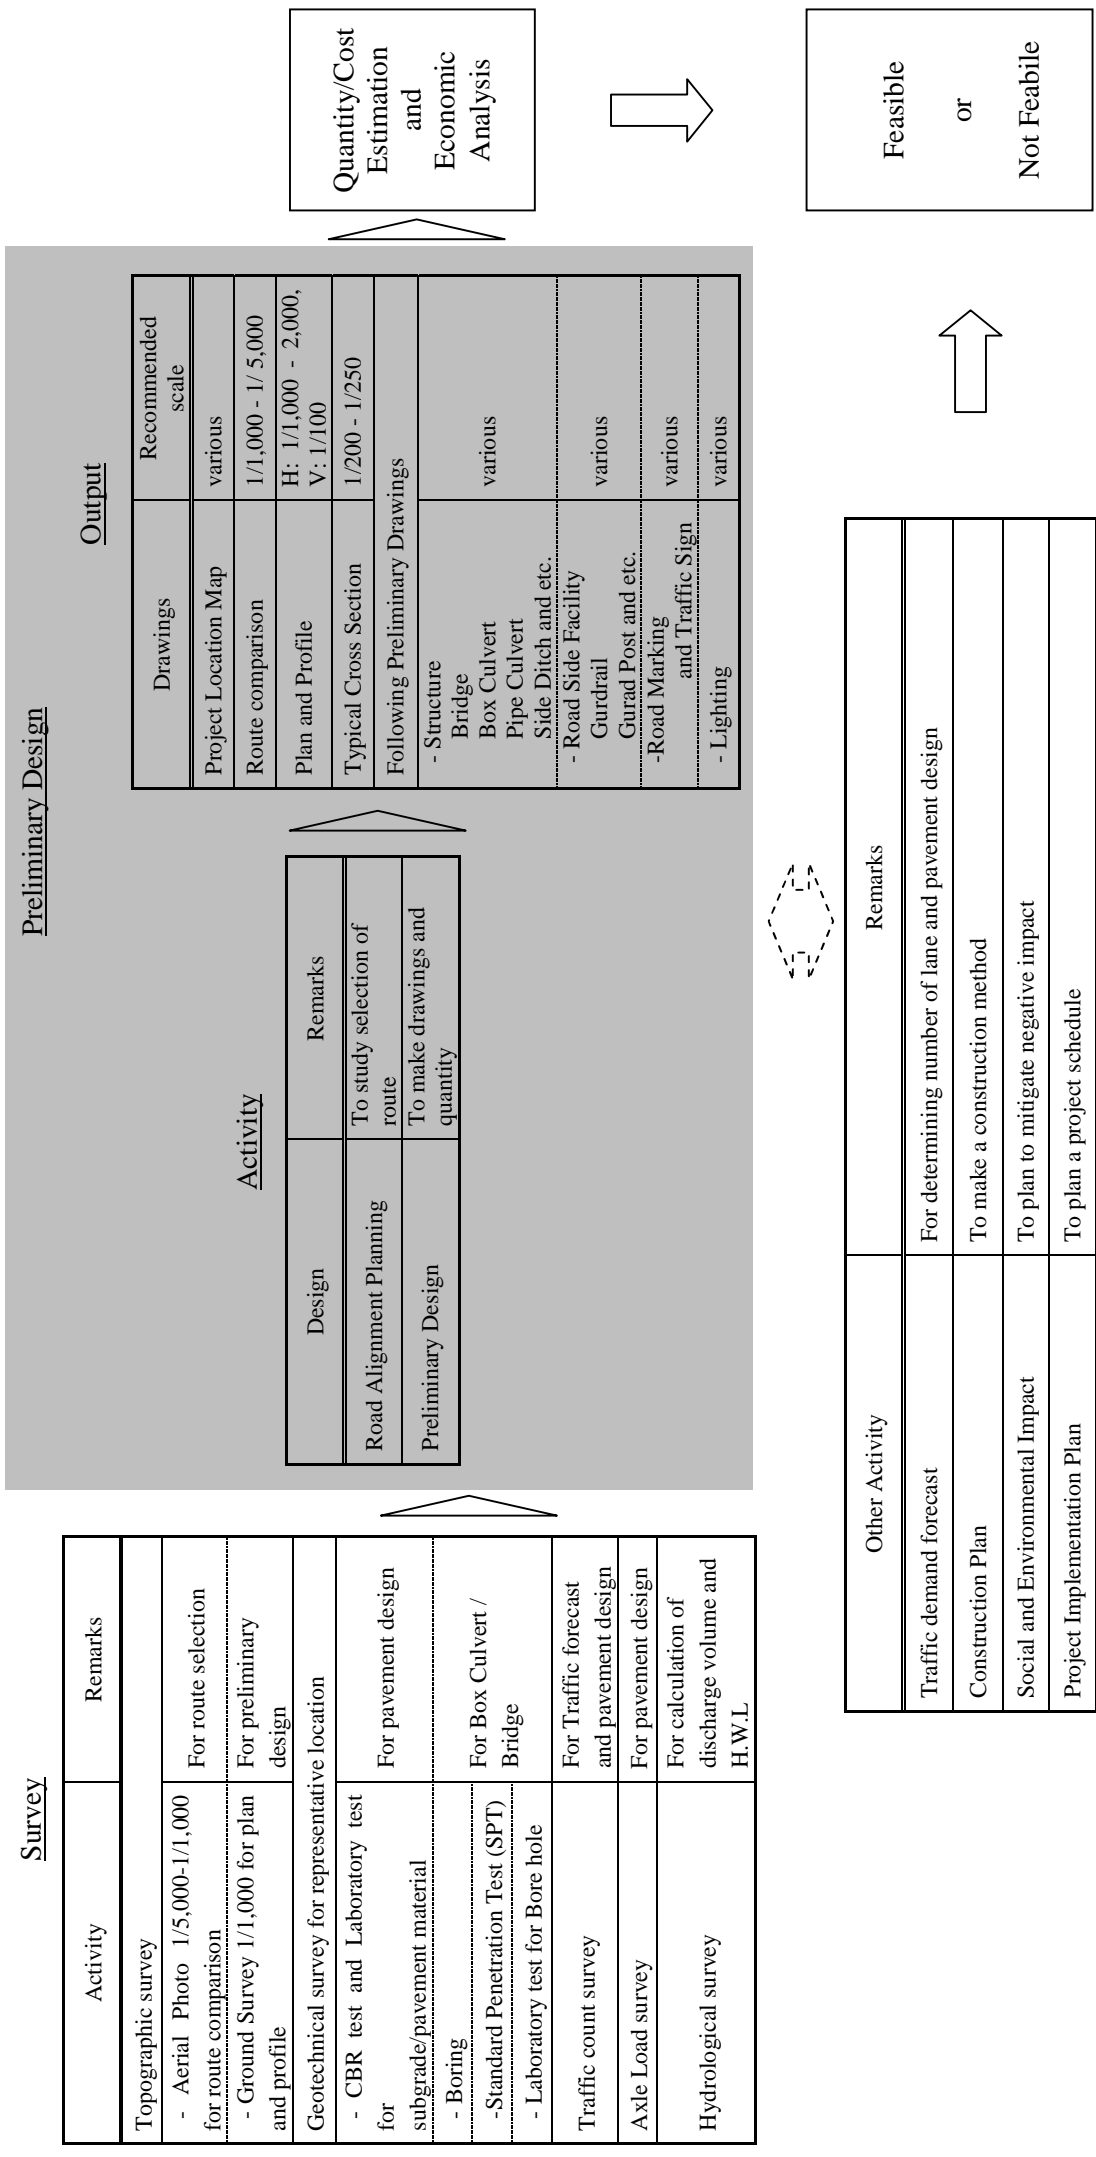 Survey
Activity
Remarks
Topographic survey
- Aerial Photo 1/5,000-1/1,000
for route comparison
For route selection
- Ground Survey 1/1,000 for plan
and profile
For preliminary
design
Geotechnical survey for representative location
- CBR test and Laboratory test
for
subgrade/pavement material
For pavement design
- Boring
-Standard Penetration Test (SPT)
- Laboratory test for Bore hole
For Box Culvert /
Bridge
Traffic count survey
For Traffic forecast
and pavement design
Axle Load survey
For pavement design
Hydrological survey
For calculation of
discharge volume and
H.W.L
Preliminary Design
Activity
Design
Remarks
Road Alignment Planning
To study selection of
route
Preliminary Design
To make drawings and
quantity
Output
Drawings
Recommended
scale
Project Location Map
various
Route comparison
1/1,000 - 1/ 5,000
Plan and Profile
H: 1/1,000 - 2,000,
V: 1/100
Typical Cross Section
1/200 - 1/250
Following Preliminary Drawings
- Structure
Bridge
Box Culvert
Pipe Culvert
Side Ditch and etc.
various
- Road Side Facility
Gurdrail
Gurad Post and etc.
various
-Road Marking
and Traffic Sign
various
- Lighting
various
Quantity/Cost
Estimation
and
Economic
Analysis
Other Activity
Remarks
Traffic demand forecast
For determining number of lane and pavement design
Construction Plan
To make a construction method
Social and Environmental Impact
To plan to mitigate negative impact
Project Implementation Plan
To plan a project schedule
Feasible
or
Not Feabile